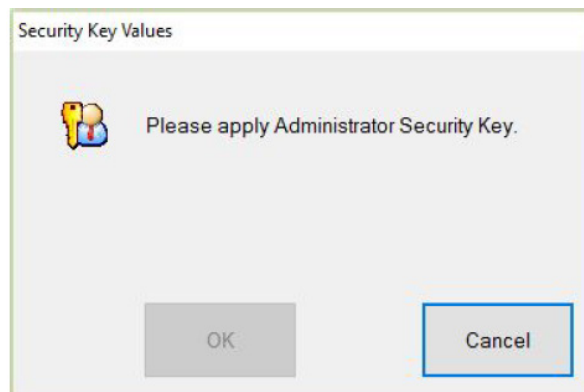 Security Key Values
Please apply Administrator Security Key.
OK
Cancel